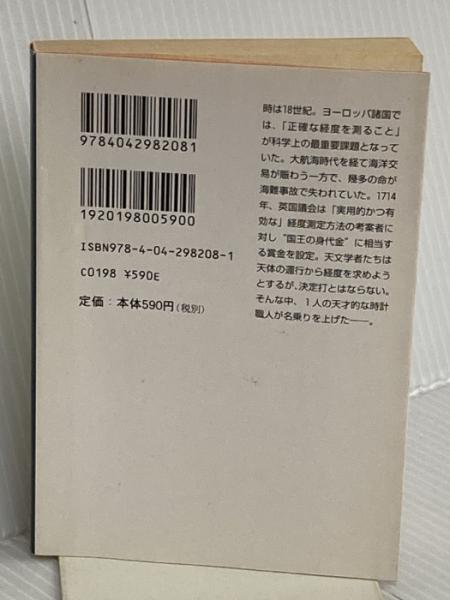 9784042982081
1920198005900
ISBN978-4-04-298208-1
C0198 ¥590E
定価：本体590円(税別)
時は18世紀。ヨーロッパ諸国で
は、「正確な経度を測ること」
が科学上の最重要課題となって
いた。大航海時代を経て海洋交
易が賑わう一方で、幾多の命が
海難事故で失われていた。1714
年、英国議会は「実用的かつ有
効な」経度測定方法の考案者に
対し“国王の身代金”に相当す
る賞金を設定。天文学者たちは
天体の運行から経度を求めよう
とするが、決定打とはならない。
そんな中、１人の天才的な時計
職人が名乗りを上げた──。